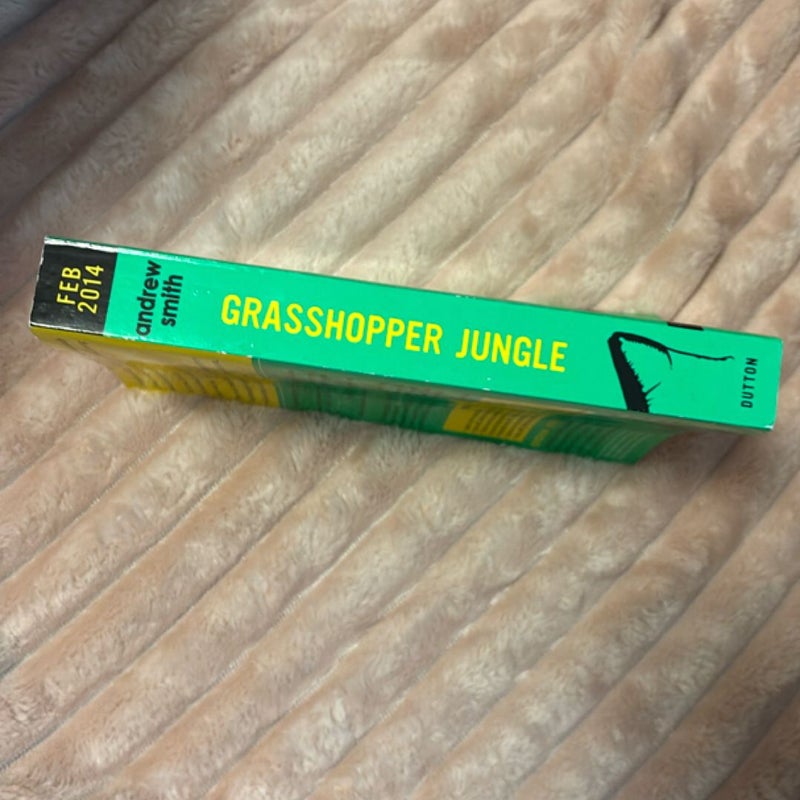 FEB
2014
andrew
smith
GRASSHOPPER JUNGLE
DUTTON